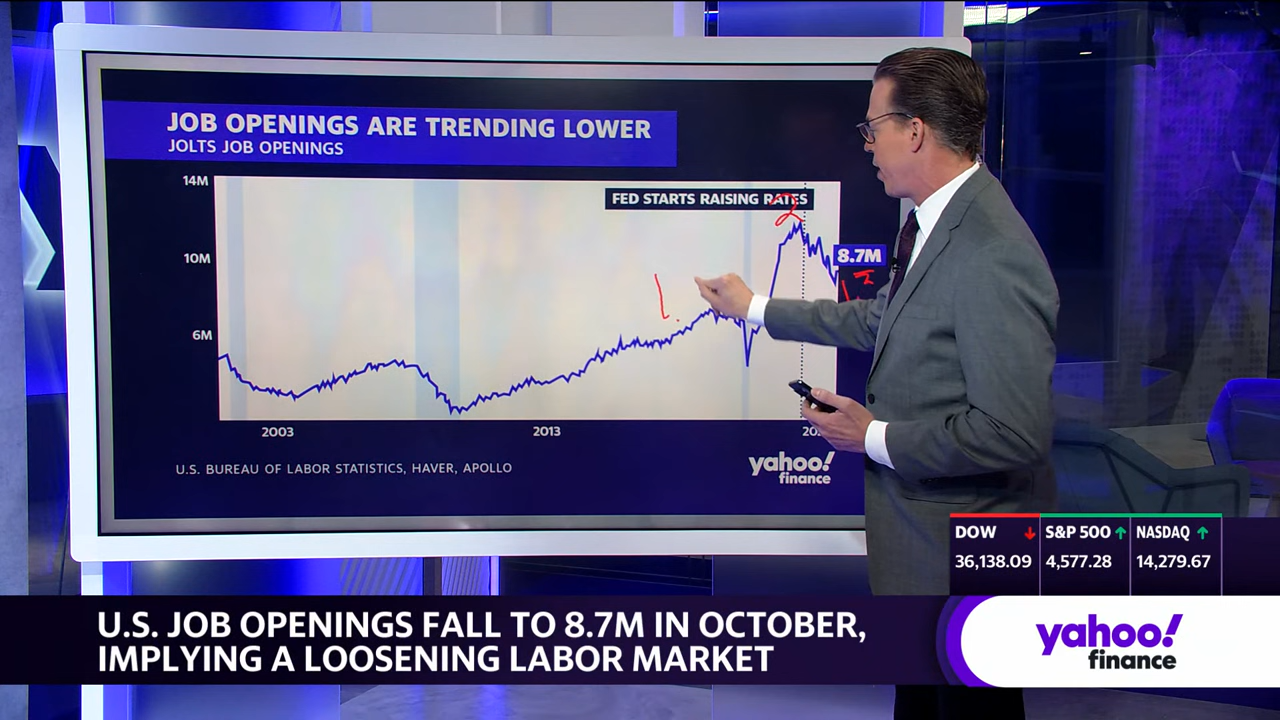 JOB OPENINGS ARE TRENDING LOWER
JOLTS JOB OPENINGS
14M
FED STARTS RAISING RATES
2
10M
8.7M
1.
6M
2003
2013
U.S. BUREAU OF LABOR STATISTICS, HAVER, APOLLO
yahoo!
finance
DOW S&P 500 NASDAQ
36,138.09 4,577.28 14,279.67
U.S. JOB OPENINGS FALL TO 8.7M IN OCTOBER,
IMPLYING A LOOSENING LABOR MARKET
yahoo!
finance